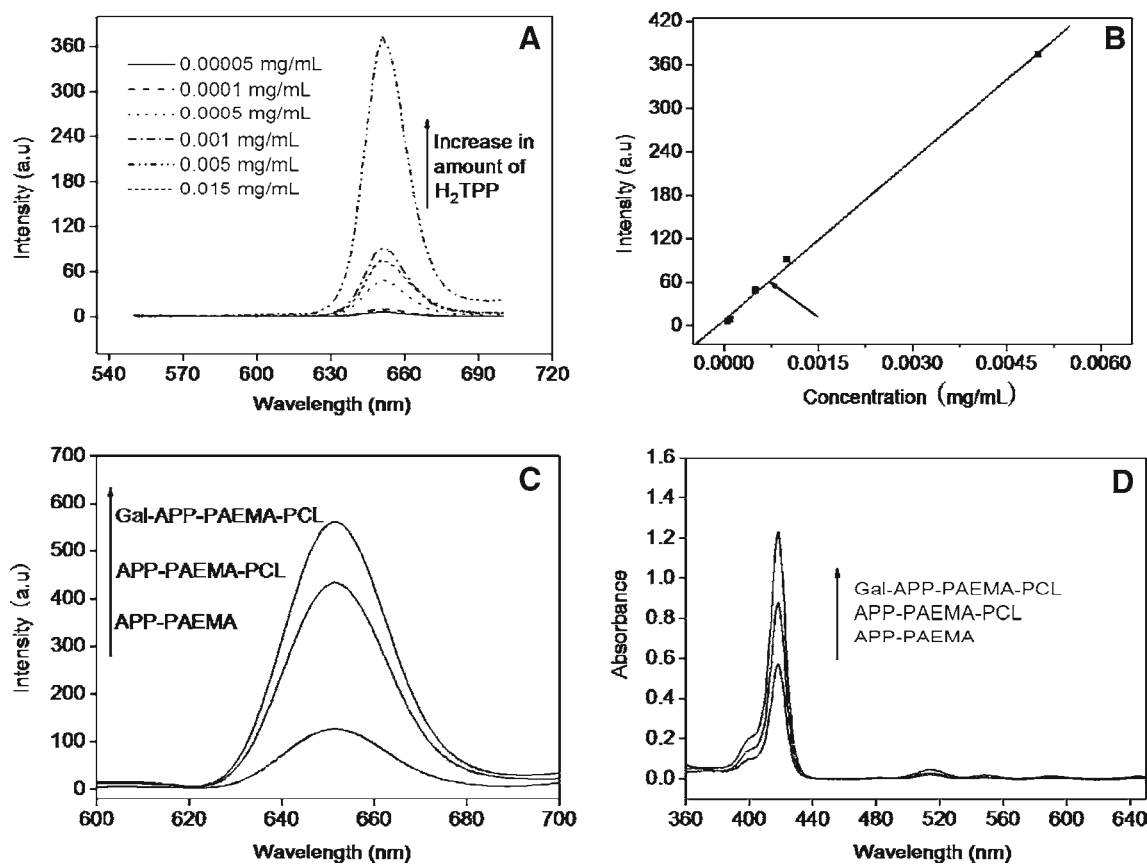 A
360
300
240
180
120
60
0
Intensity (a.u)
0.00005 mg/mL
0.0001 mg/mL
0.0005 mg/mL
0.001 mg/mL
0.005 mg/mL
0.015 mg/mL
Increase in
amount of
H2TPP
540 570 600 630 660 690 720
Wavelength (nm)
B
420
360
300
240
180
120
60
0
Intensity (a.u)
0.0000 0.0015 0.0030 0.0045 0.0060
Concentration (mg/mL)
C
700
600
500
400
300
200
100
0
Intensity (a.u)
Gal-APP-PAEMA-PCL
APP-PAEMA-PCL
APP-PAEMA
600 620 640 660 680 700
Wavelength (nm)
D
1.6
1.4
1.2
1.0
0.8
0.6
0.4
0.2
0.0
Absorbance
Gal-APP-PAEMA-PCL
APP-PAEMA-PCL
APP-PAEMA
360 400 440 480 520 560 600 640
Wavelength (nm)